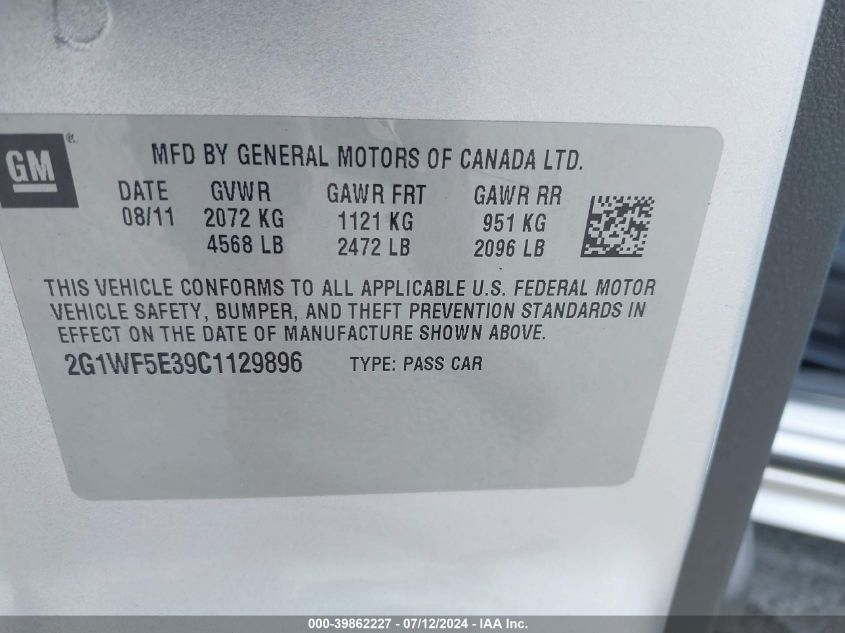 GM®
MFD BY GENERAL MOTORS OF CANADA LTD.
DATE GVWR GAWR FRT GAWR RR
08/11 2072 KG 1121 KG 951 KG
4568 LB 2472 LB 2096 LB
THIS VEHICLE CONFORMS TO ALL APPLICABLE U.S. FEDERAL MOTOR
VEHICLE SAFETY, BUMPER, AND THEFT PREVENTION STANDARDS IN
EFFECT ON THE DATE OF MANUFACTURE SHOWN ABOVE.
2G1WF5E39C1129896 TYPE: PASS CAR
000-39862227 - 07/12/2024 - IAA Inc.